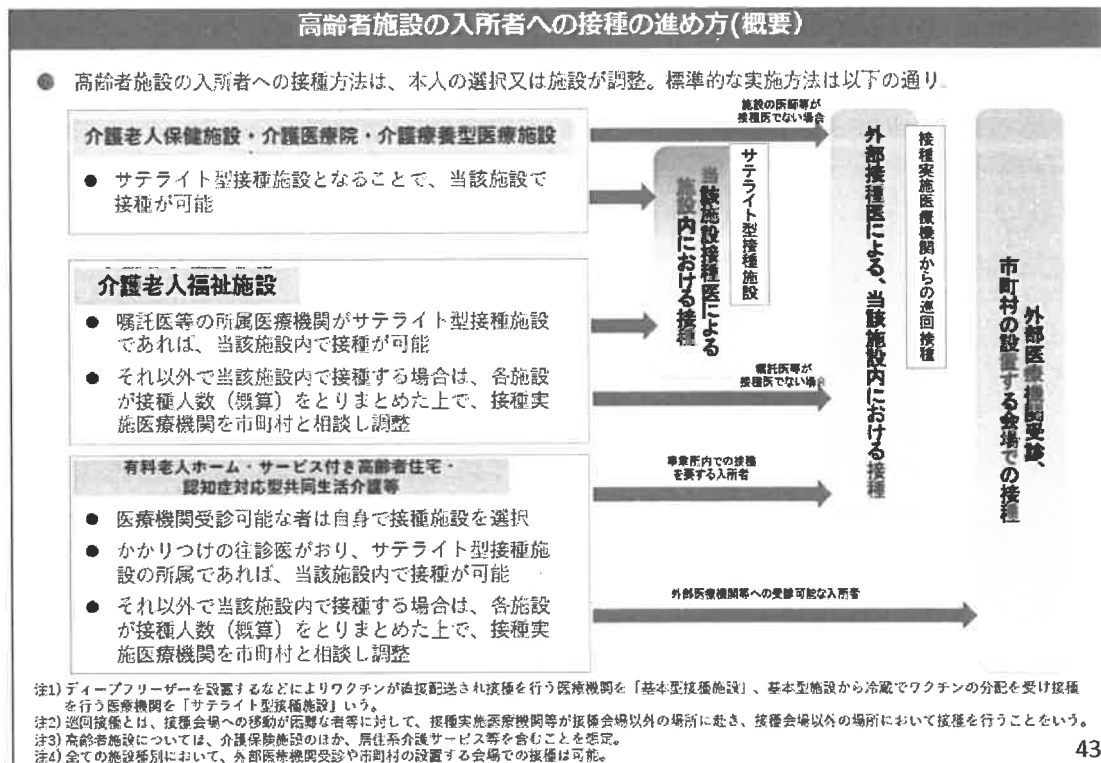 高齢者施設の入所者への接種の進め方(概要)
● 高齢者施設の入所者への接種方法は、本人の選択又は施設が調整。標準的な実施方法は以下の通り。
介護老人保健施設・介護医療院・介護療養型医療施設
● サテライト型接種施設となることで、当該施設で
接種が可能
介護老人福祉施設
● 嘱託医等の所属医療機関がサテライト型接種施設
であれば、当該施設内で接種が可能
● それ以外で当該施設内で接種する場合は、各施設
が接種人数（概算）をとりまとめた上で、接種実
施医療機関を市町村と相談し調整
有料老人ホーム・サービス付き高齢者住宅・
認知症対応型共同生活介護等
● 医療機関受診可能な者は自身で接種施設を選択
● かかりつけの往診医がおり、サテライト型接種施
設の所属であれば、当該施設内で接種が可能
● それ以外で当該施設内で接種する場合は、各施設
が接種人数（概算）をとりまとめた上で、接種実
施医療機関を市町村と相談し調整
施設の医師等が
接種医でない場合
サテライト型接種施設
当該施設接種医による
施設内における接種
嘱託医等が
接種医でない場合
事業所内での接種
を要する入所者
外部医療機関等への受診可能な入所者
接種実施医療機関からの巡回接種
外部接種医による、当該施設内における接種
外部医療機関受診、
市町村の設置する会場での接種
注1) ディープフリーザーを設置するなどによりワクチンが直接配送され接種を行う医療機関を「基本型接種施設」、基本型施設から冷蔵でワクチンの分配を受け接種
を行う医療機関を「サテライト型接種施設」いう。
注2) 巡回接種とは、接種会場への移動が困難な者等に対して、接種実施医療機関等が接種会場以外の場所に赴き、接種会場以外の場所において接種を行うことをいう。
注3) 高齢者施設については、介護保険施設のほか、居住系介護サービス等を含むことを想定。
注4) 全ての施設種別において、外部医療機関受診や市町村の設置する会場での接種は可能。
43